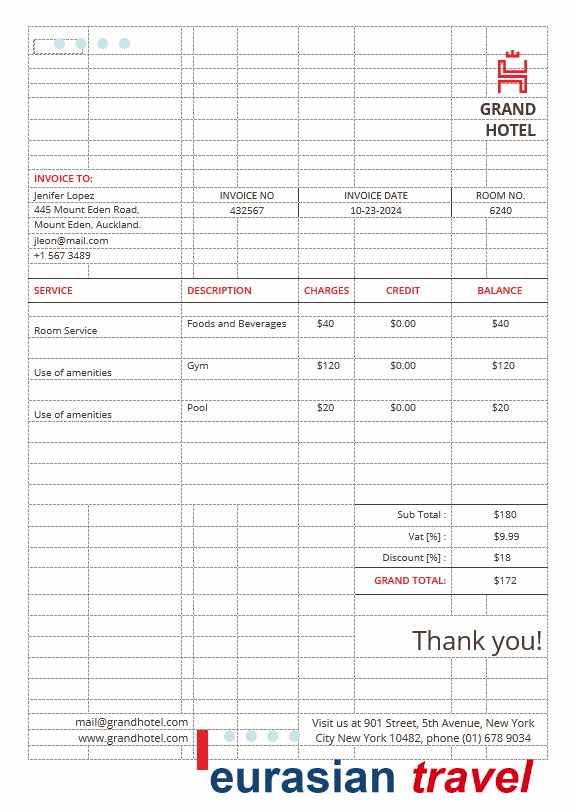 GRAND
HOTEL
INVOICE TO:
Jenifer Lopez INVOICE NO INVOICE DATE ROOM NO.
445 Mount Eden Road, 432567 10-23-2024 6240
Mount Eden, Auckland.
jleon@mail.com
+1 567 3489
SERVICE DESCRIPTION CHARGES CREDIT BALANCE
Room Service Foods and Beverages $40 $0.00 $40
Use of amenities Gym $120 $0.00 $120
Use of amenities Pool $20 $0.00 $20
Sub Total : $180
Vat [%] : $9.99
Discount [%] : $18
GRAND TOTAL: $172
Thank you!
mail@grandhotel.com Visit us at 901 Street, 5th Avenue, New York
www.grandhotel.com City New York 10482, phone (01) 678 9034
eurasian travel